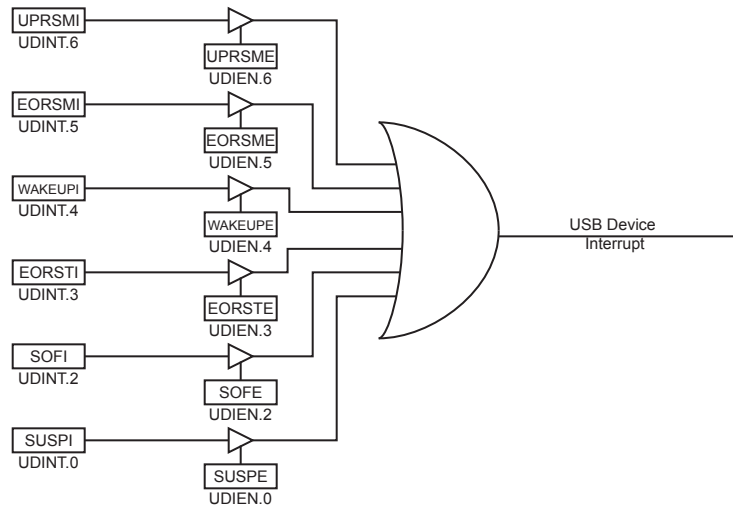 UPRSMI
UDINT.6
UPRSME
UDIEN.6
EORSMI
UDINT.5
EORSME
UDIEN.5
WAKEUPI
UDINT.4
WAKEUPE
UDIEN.4
EORSTI
UDINT.3
EORSTE
UDIEN.3
SOFI
UDINT.2
SOFE
UDIEN.2
SUSPI
UDINT.0
SUSPE
UDIEN.0
USB Device
Interrupt